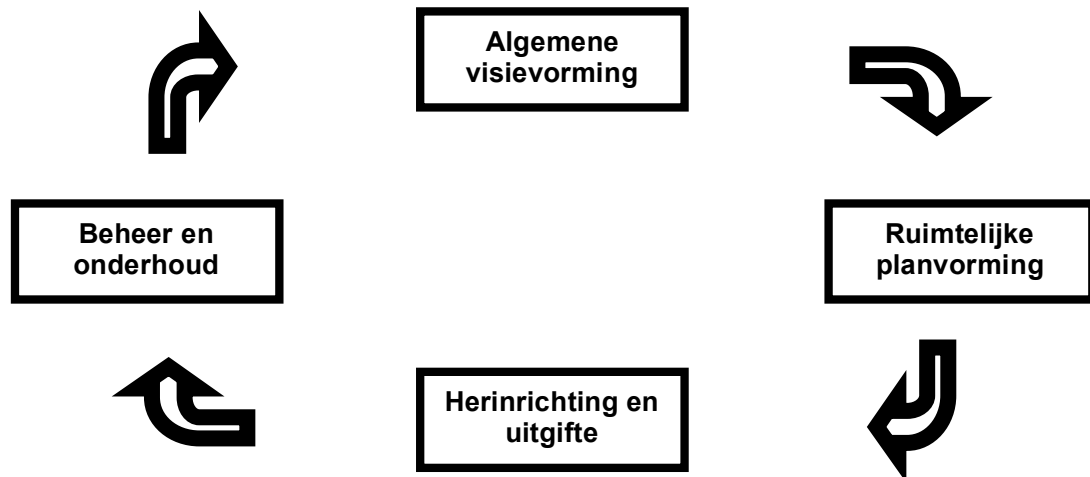 Algemene
visievorming
Beheer en
onderhoud
Ruimtelijke
planvorming
Herinrichting en
uitgifte